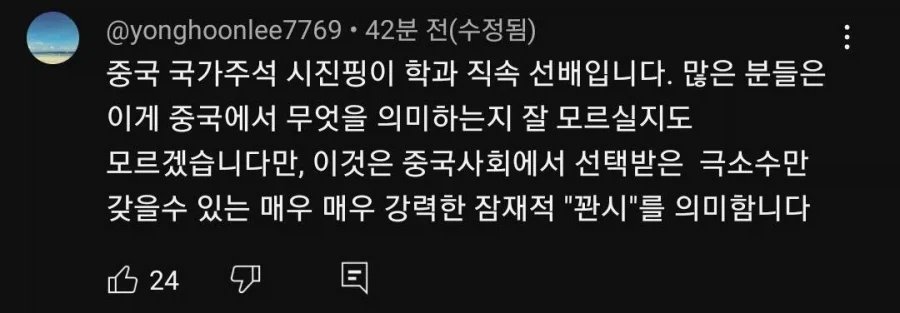 @yonghoonlee7769 • 42분 전(수정됨)
중국 국가주석 시진핑이 학과 직속 선배입니다. 많은 분들은
이게 중국에서 무엇을 의미하는지 잘 모르실지도
모르겠습니다만, 이것은 중국사회에서 선택받은 극소수만
갖을수 있는 매우 매우 강력한 잠재적 "꽌시"를 의미함니다
24